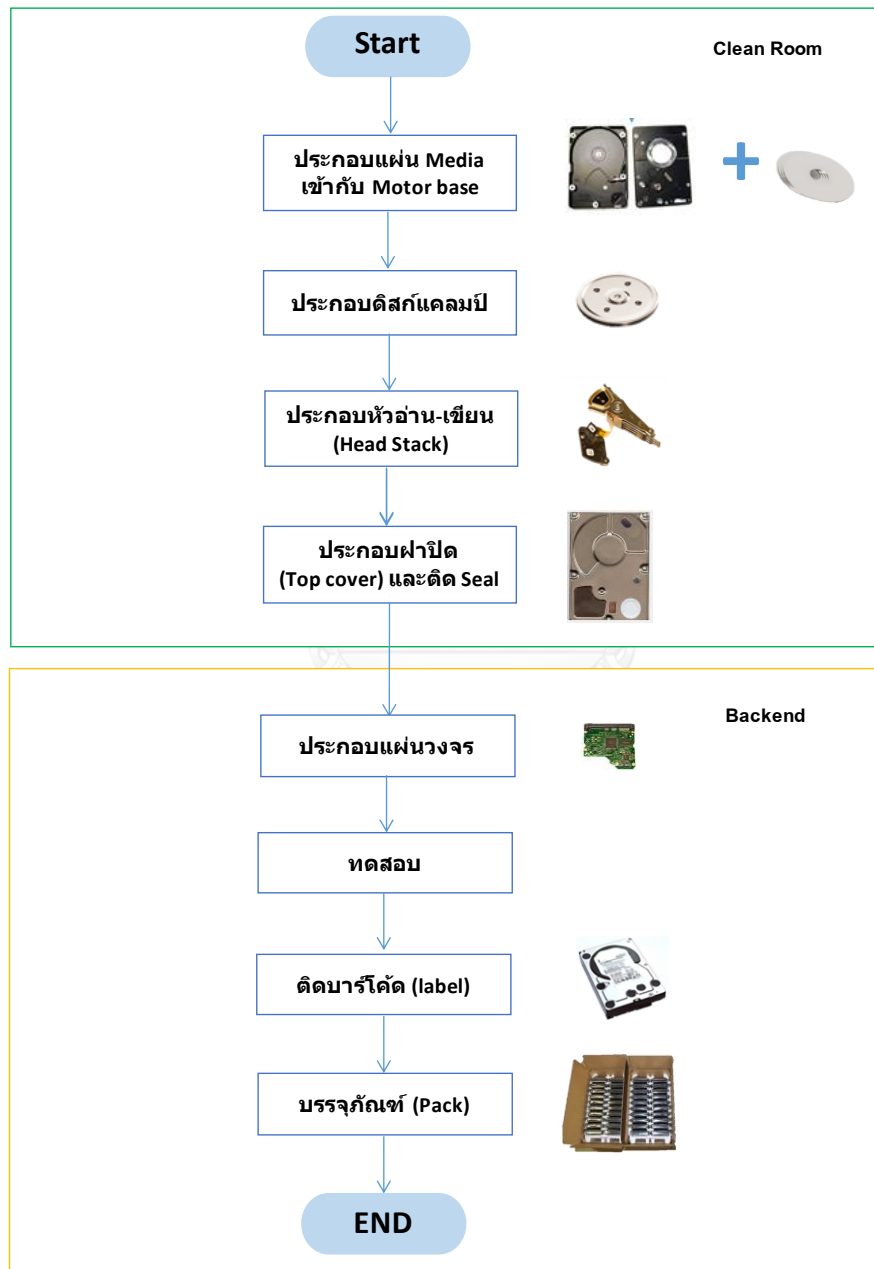 Start
Clean Room
ประกอบแผ่น Media
เข้ากับ Motor base
ประกอบดิสก์แคลมป์
ประกอบหัวอ่าน-เขียน
(Head Stack)
ประกอบฝาปิด
(Top cover) และติด Seal
Backend
ประกอบแผ่นวงจร
ทดสอบ
ติดบาร์โค้ด (label)
บรรจุภัณฑ์ (Pack)
END